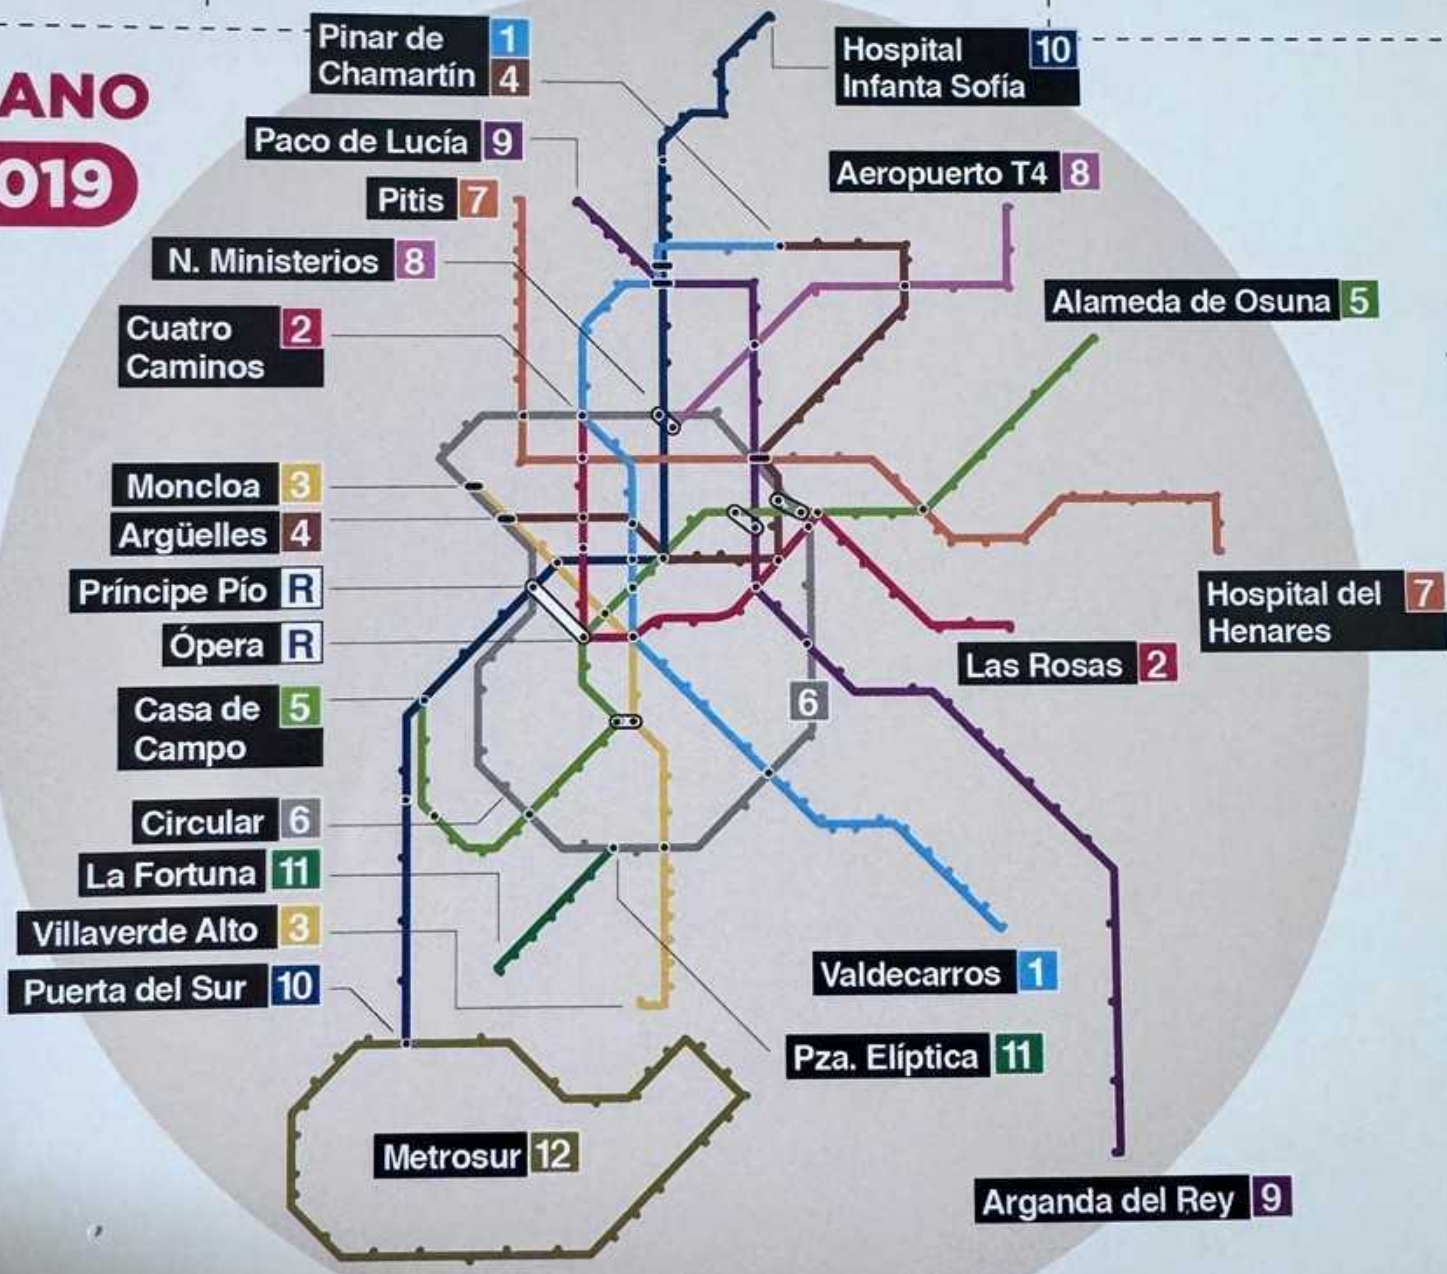 ANO
019
Pinar de 1
Chamartín 4
Hospital 10
Infanta Sofía
Paco de Lucía 9
Aeropuerto T4 8
Pitis 7
N. Ministerios 8
Alameda de Osuna 5
Cuatro 2
Caminos
Moncloa 3
Argüelles 4
Príncipe Pío R
Hospital del 7
Henares
Ópera R
Las Rosas 2
Casa de 5
Campo
6
Circular 6
La Fortuna 11
Villaverde Alto 3
Puerta del Sur 10
Valdecarros 1
Pza. Elíptica 11
Metrosur 12
Arganda del Rey 9